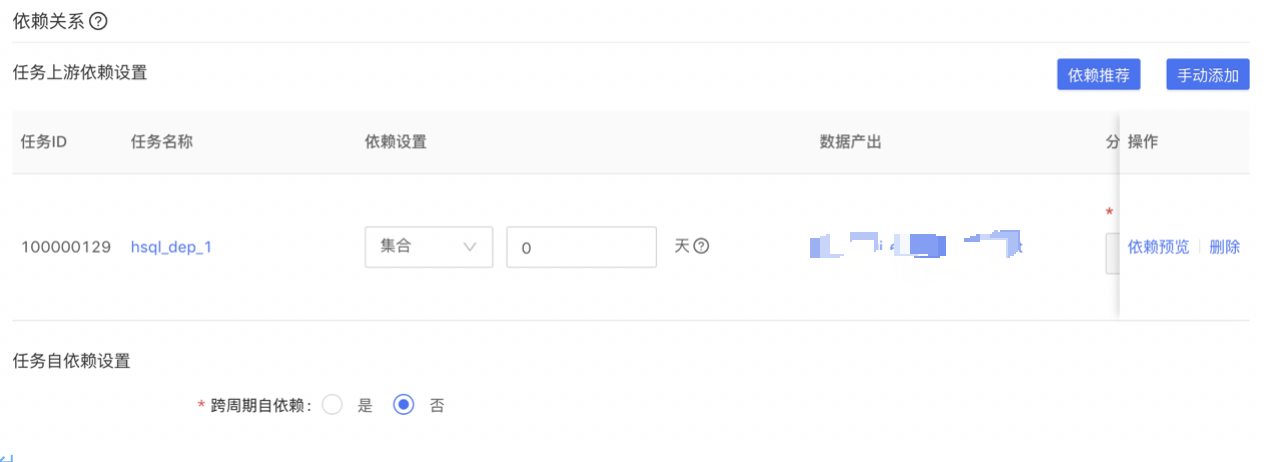 依赖关系?
任务上游依赖设置 依赖推荐 手动添加
任务ID 任务名称 依赖设置 数据产出 分 操作
*
100000129 hsql_dep_1 集合 0 天? 依赖预览 删除
任务自依赖设置
* 跨周期自依赖: 是 否